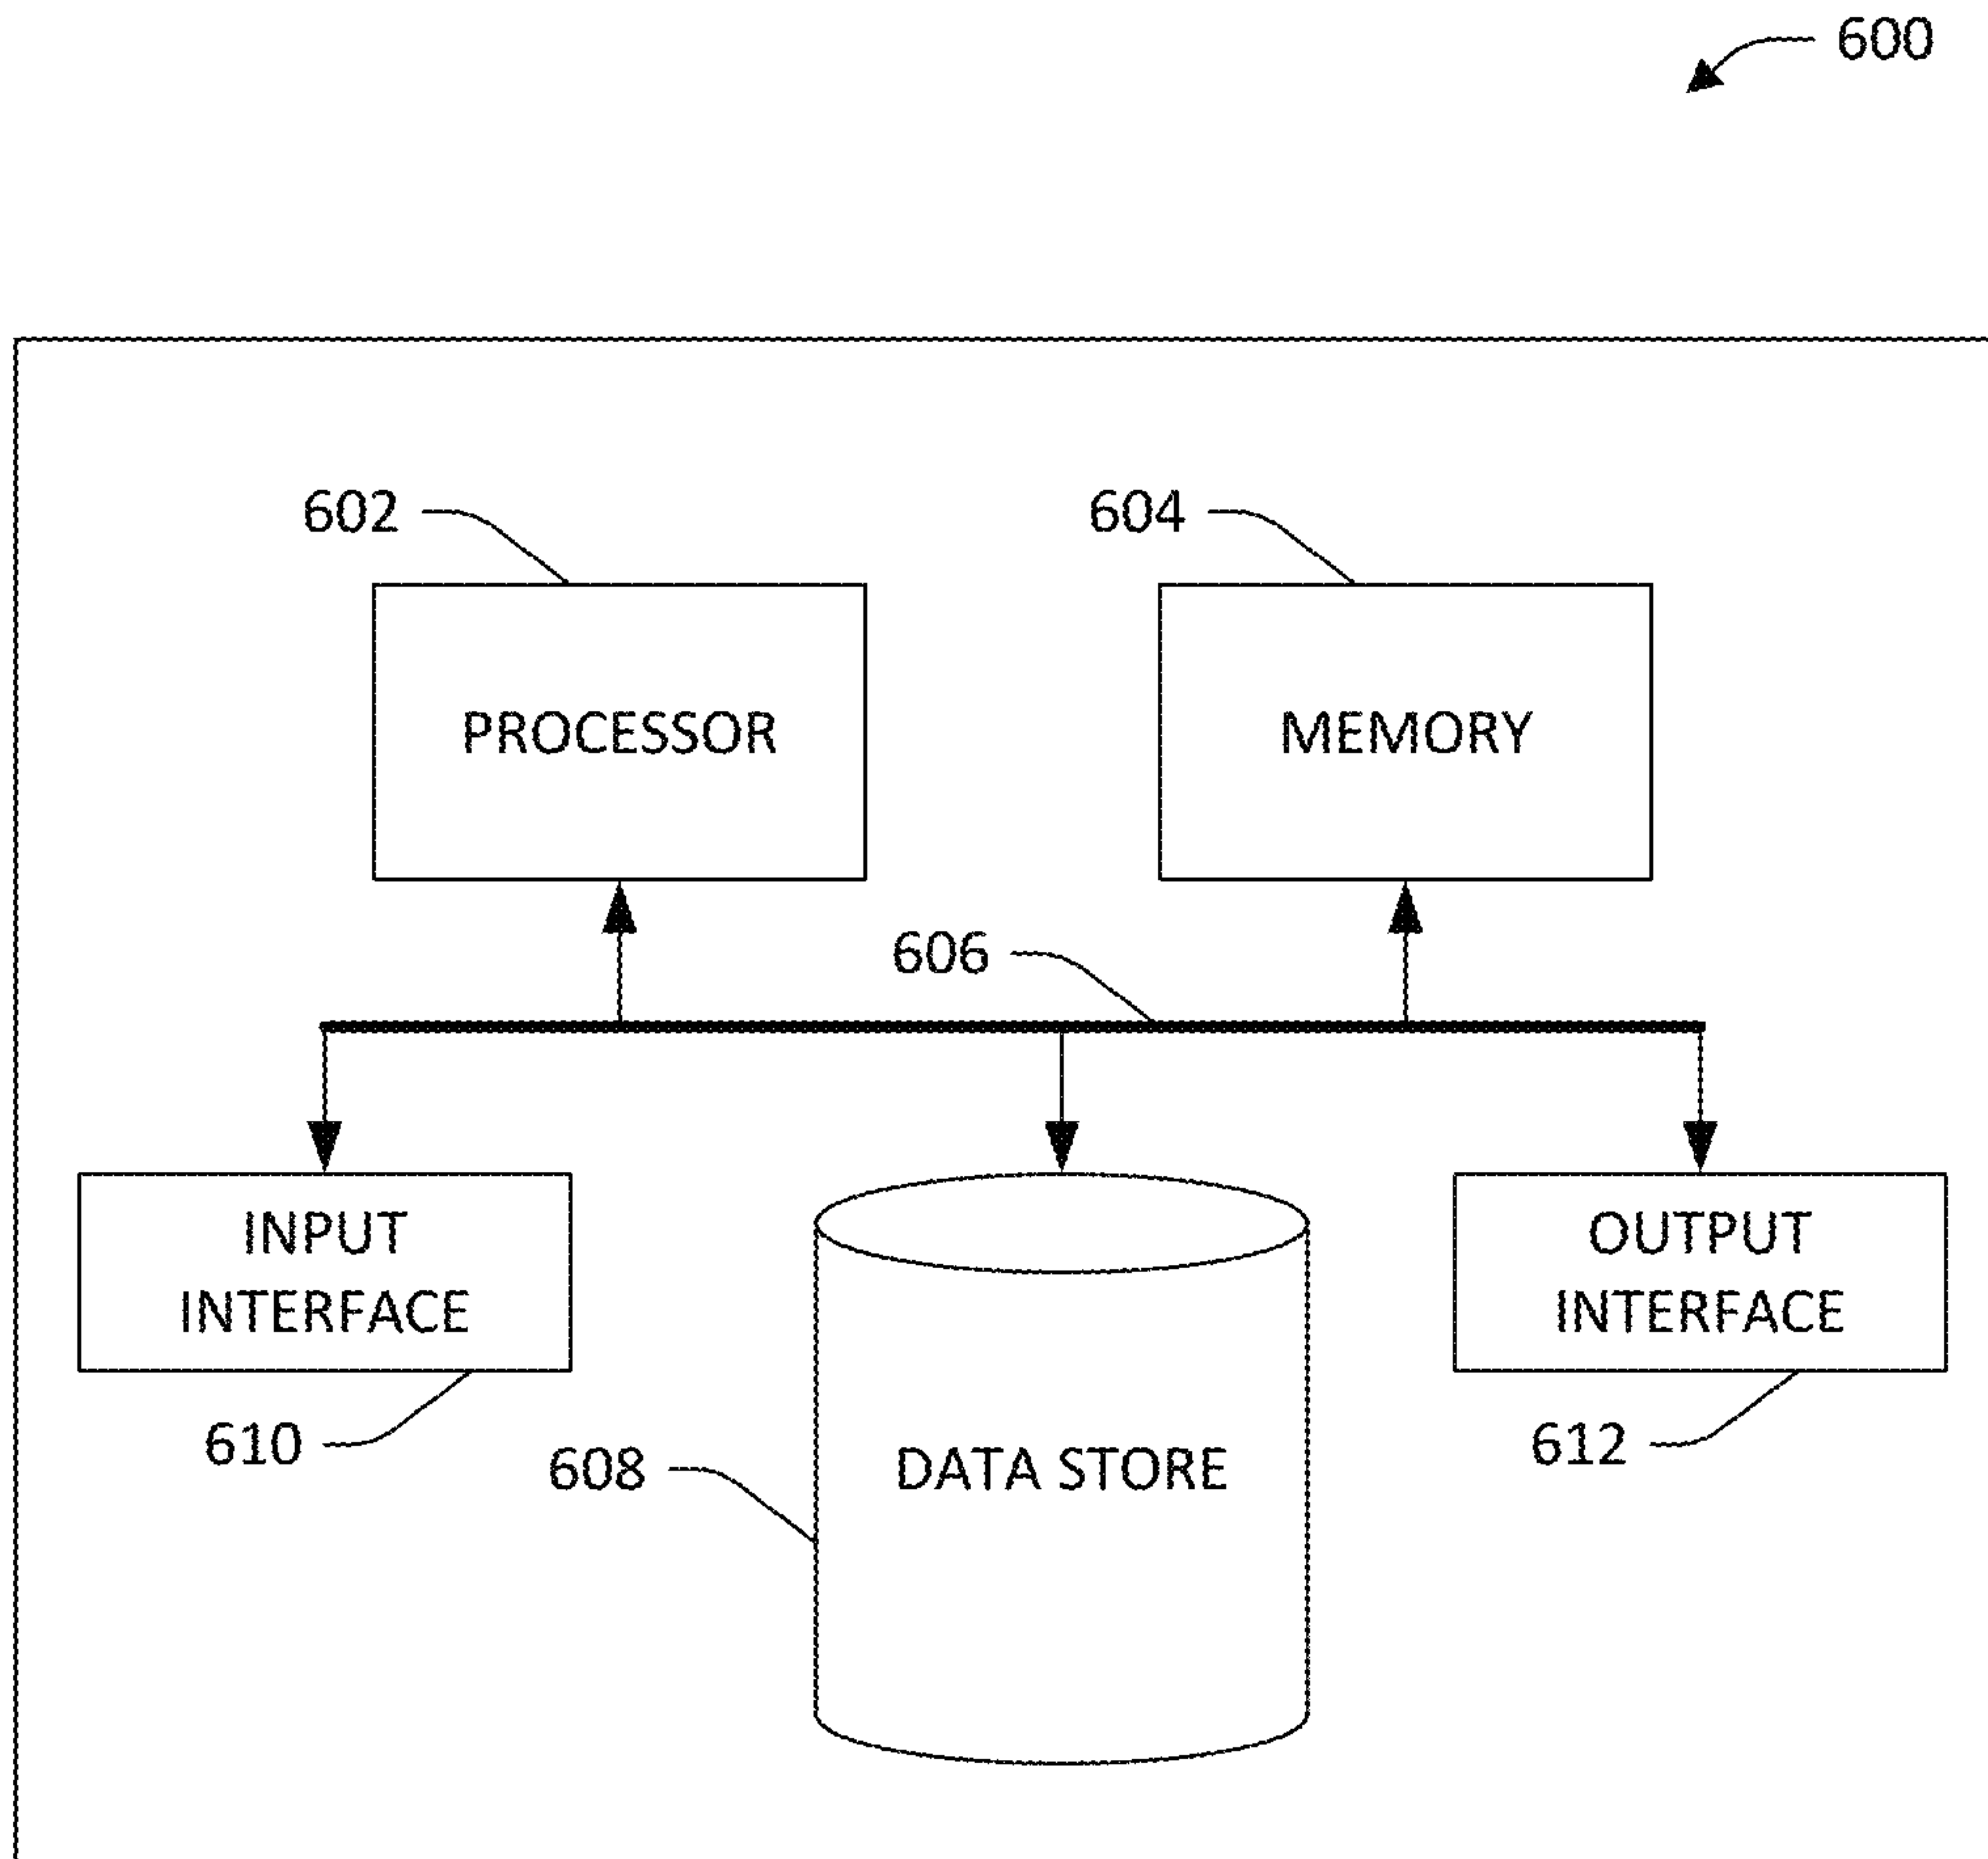 600
602
604
PROCESSOR
MEMORY
606
INPUT
INTERFACE
OUTPUT
INTERFACE
610
608
DATA STORE
612